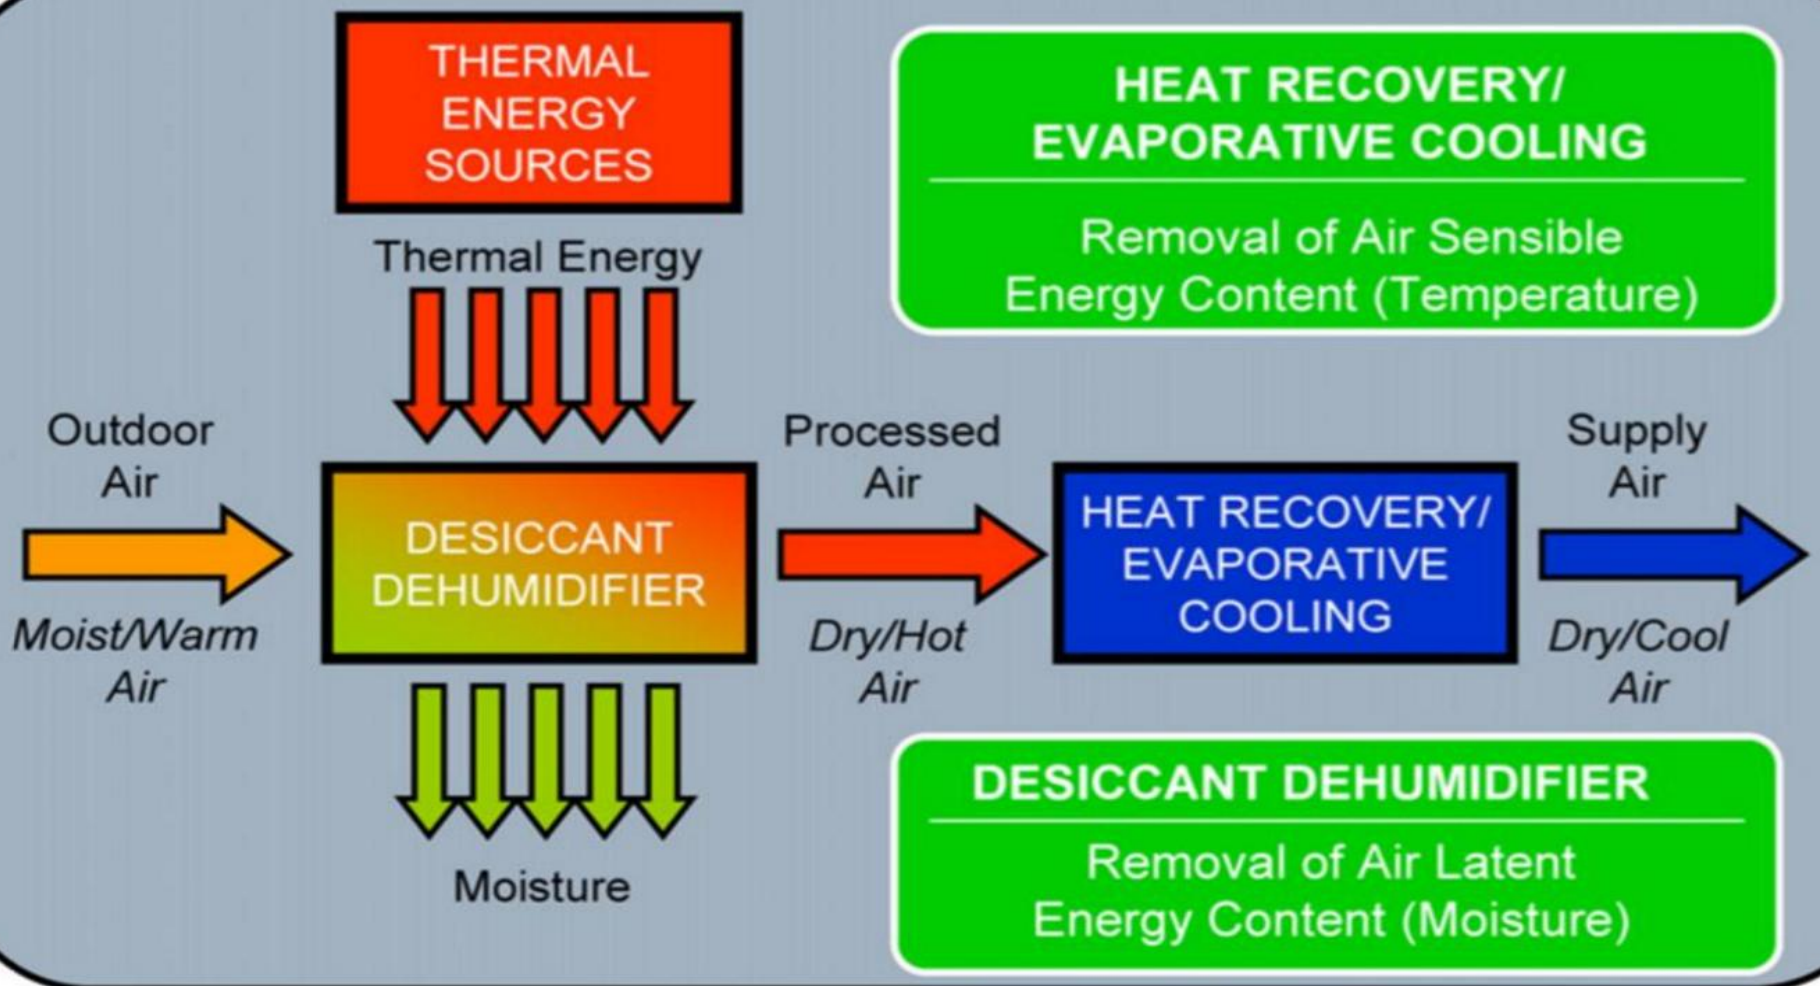 THERMAL
ENERGY
SOURCES
Thermal Energy
HEAT RECOVERY/
EVAPORATIVE COOLING
Removal of Air Sensible
Energy Content (Temperature)
Outdoor
Air
Moist/Warm
Air
DESICCANT
DEHUMIDIFIER
Processed
Air
Dry/Hot
Air
HEAT RECOVERY/
EVAPORATIVE
COOLING
Supply
Air
Dry/Cool
Air
Moisture
DESICCANT DEHUMIDIFIER
Removal of Air Latent
Energy Content (Moisture)